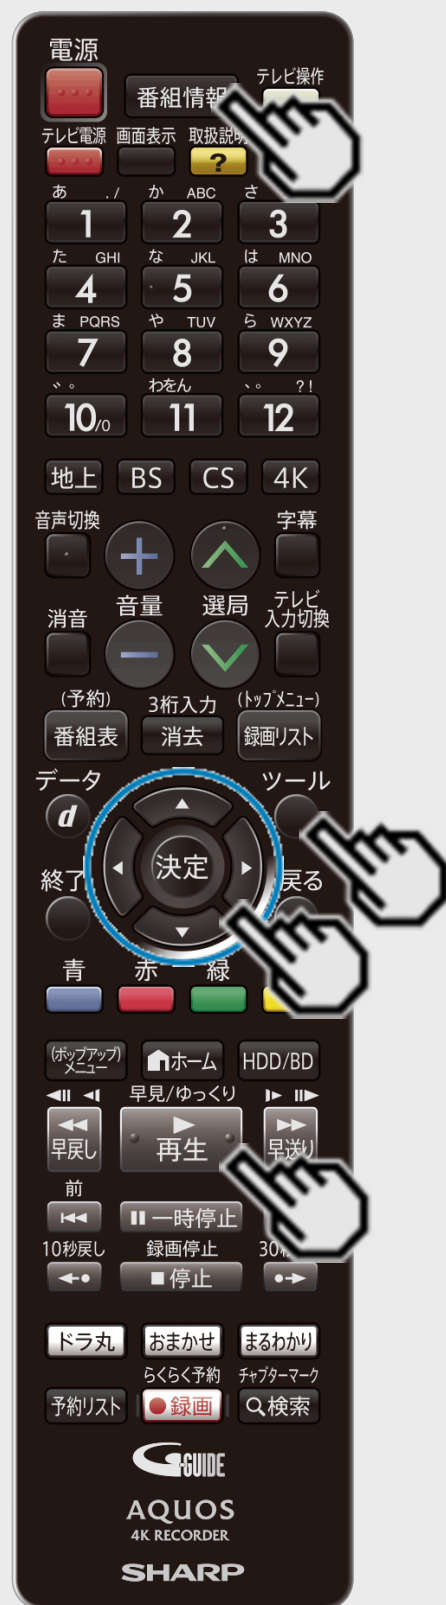 電源
番組情報
テレビ操作
テレビ電源 画面表示 取扱説明
?
あ ./ か ABC さ
1 2 3
た GHI な JKL は MNO
4 5 6
ま PQRS や TUV ら WXYZ
7 8 9
゛゜ わをん 、。 ?!
10/0 11 12
地上 BS CS 4K
音声切換 字幕
消音 音量 選局 テレビ
入力切換
(予約) 3桁入力 (トップメニュー)
番組表 消去 録画リスト
データ ツール
d
決定
終了 戻る
青 赤 緑
(ポップアップ)
メニュー
ホーム HDD/BD
早見/ゆっくり
早戻し 再生 早送り
前
一時停止
10秒戻し 録画停止 30
停止
ドラ丸 おまかせ まるわかり
らくらく予約 チャプターマーク
予約リスト 録画 検索
G-GUIDE
AQUOS
4K RECORDER
SHARP